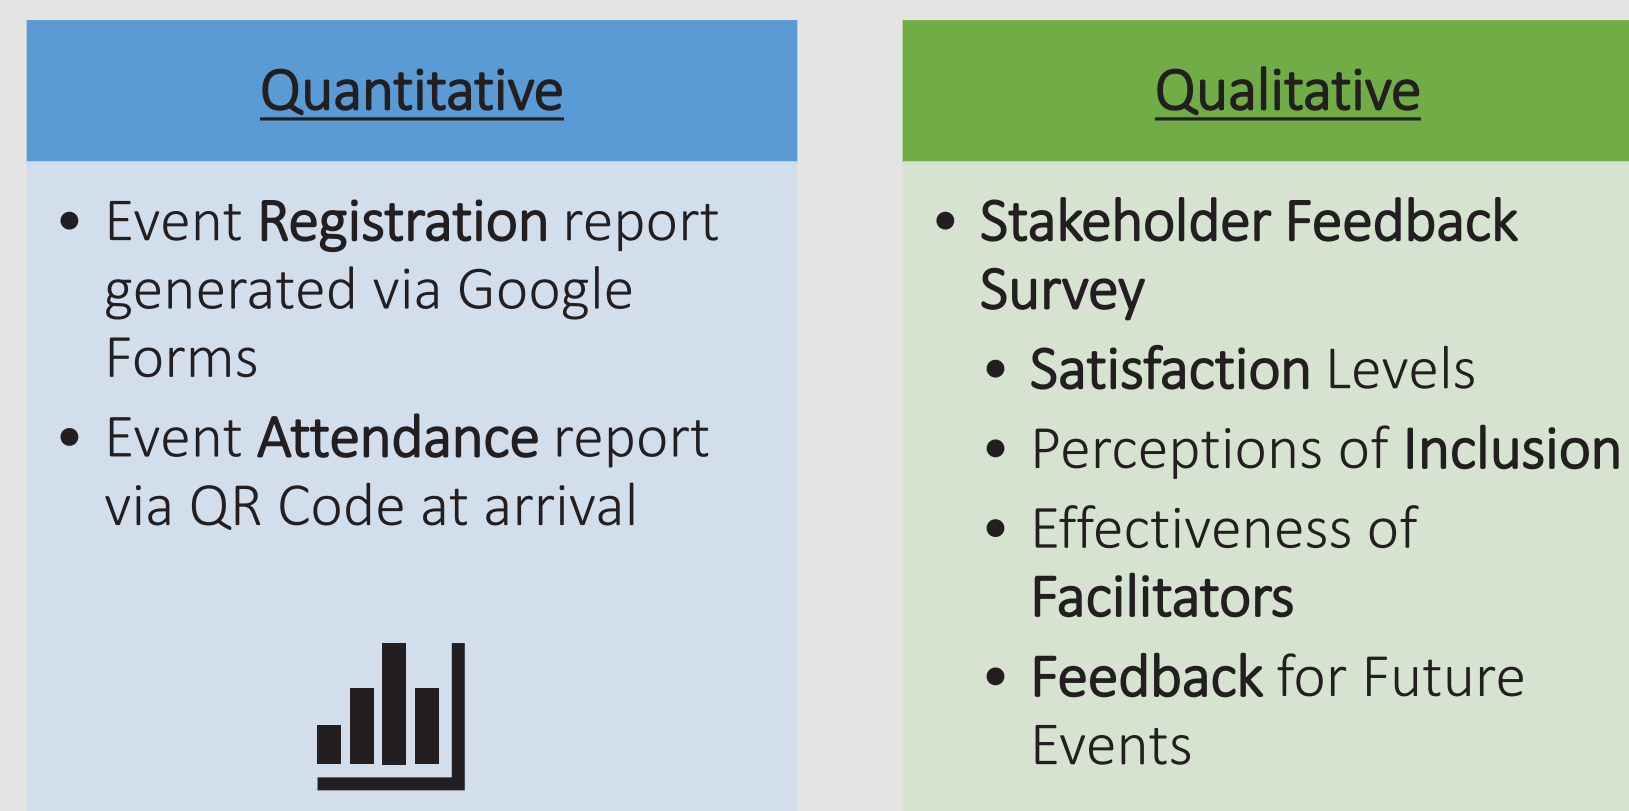 Quantitative
• Event Registration report
generated via Google
Forms
• Event Attendance report
via QR Code at arrival
Qualitative
• Stakeholder Feedback
Survey
• Satisfaction Levels
• Perceptions of Inclusion
• Effectiveness of
Facilitators
• Feedback for Future
Events